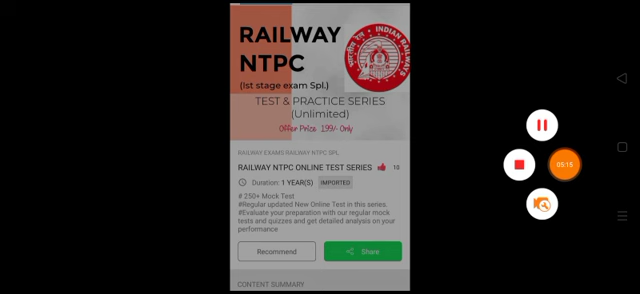 RAILWAY
NTPC
(Ist stage exam Spl.)
TEST & PRACTICE SERIES
(Unlimited)
Offer Price 199/- Only
INDIAN RAILWAYS
भारतीय रेल
RAILWAY EXAMS RAILWAY NTPC SPL
RAILWAY NTPC ONLINE TEST SERIES 10
Duration: 1 YEAR(S) IMPORTED
# 250+ Mock Test
#Regular updated New Online Test in this series.
#Evaluate your preparation with our regular mock
tests and quizzes and get detailed analysis on your
performance
Recommend Share
CONTENT SUMMARY
05:15